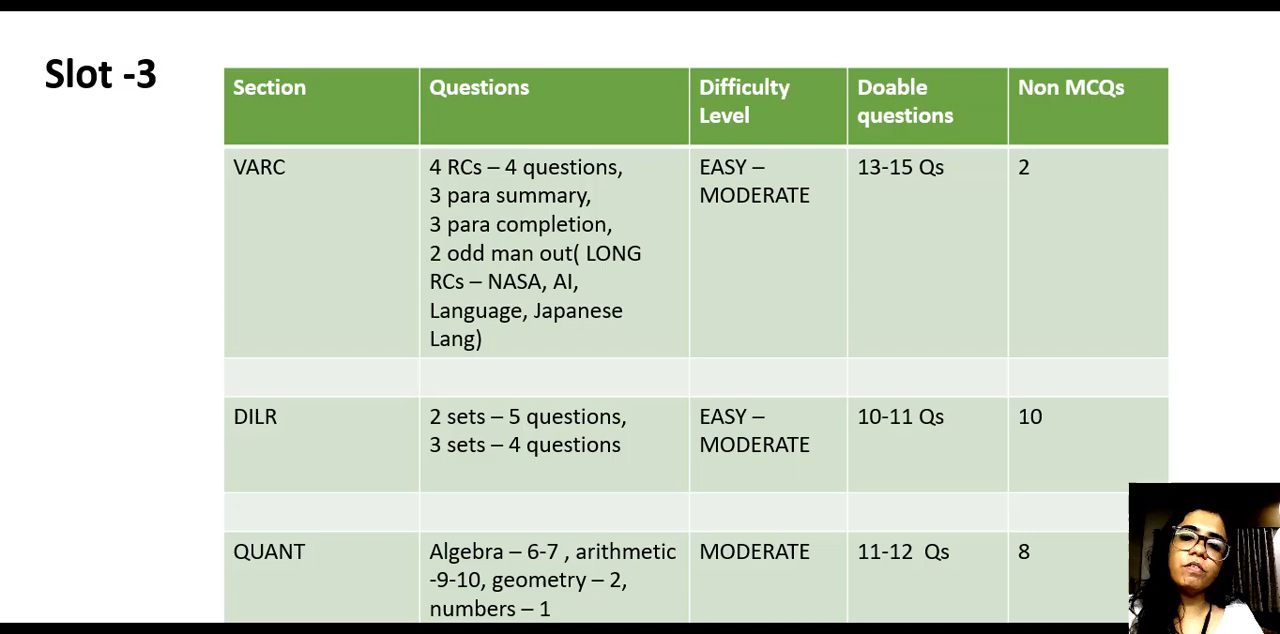 Slot -3
Section
Questions
Difficulty
Level
Doable
questions
Non MCQs
VARC
4 RCs – 4 questions,
3 para summary,
3 para completion,
2 odd man out( LONG
RCs – NASA, AI,
Language, Japanese
Lang)
EASY –
MODERATE
13-15 Qs
2
DILR
2 sets – 5 questions,
3 sets – 4 questions
EASY –
MODERATE
10-11 Qs
10
QUANT
Algebra – 6-7 , arithmetic
-9-10, geometry – 2,
numbers – 1
MODERATE
11-12 Qs
8